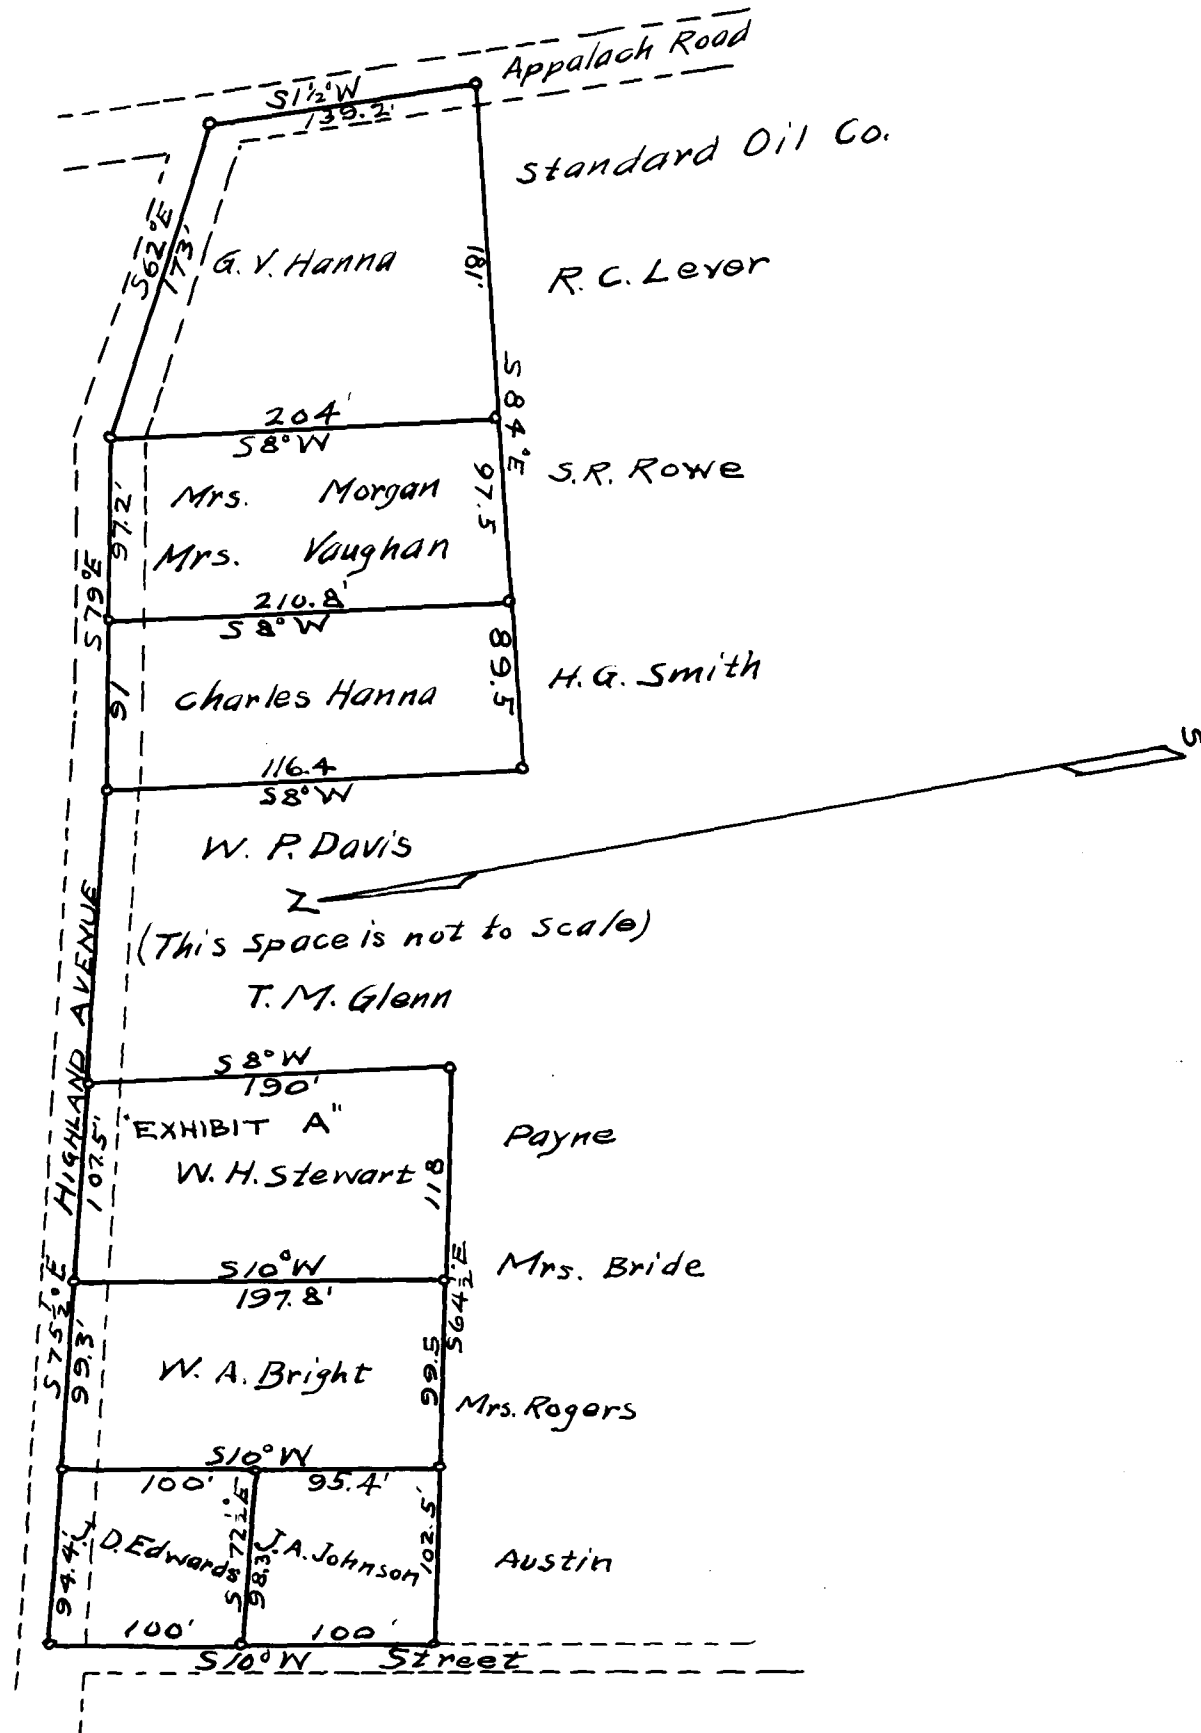 Appalach Road
S1½°W
139.2'
Standard Oil Co.
S62°E
173'
G. V. Hanna
181'
R. C. Lever
S84°E
204'
S8°W
97.2'
Mrs. Morgan
97.5
S.R. Rowe
Mrs. Vaughan
S79°E
210.8'
S8°W
91
Charles Hanna
89.5
H.G. Smith
116.4
S8°W
S
W. P. Davis
N
(This space is not to scale)
T. M. Glenn
HIGHLAND AVENUE
S8°W
190'
107.5'
"EXHIBIT A"
Payne
W. H. Stewart
118
S10°W
Mrs. Bride
197.8'
S64½°E
S75½°E
99.3'
W. A. Bright
99.5
Mrs. Rogers
S10°W
100'
95.4'
94.4'
J. D. Edwards
S72½°E
98.3
J. A. Johnson
102.5'
Austin
100'
100'
S10°W
Street